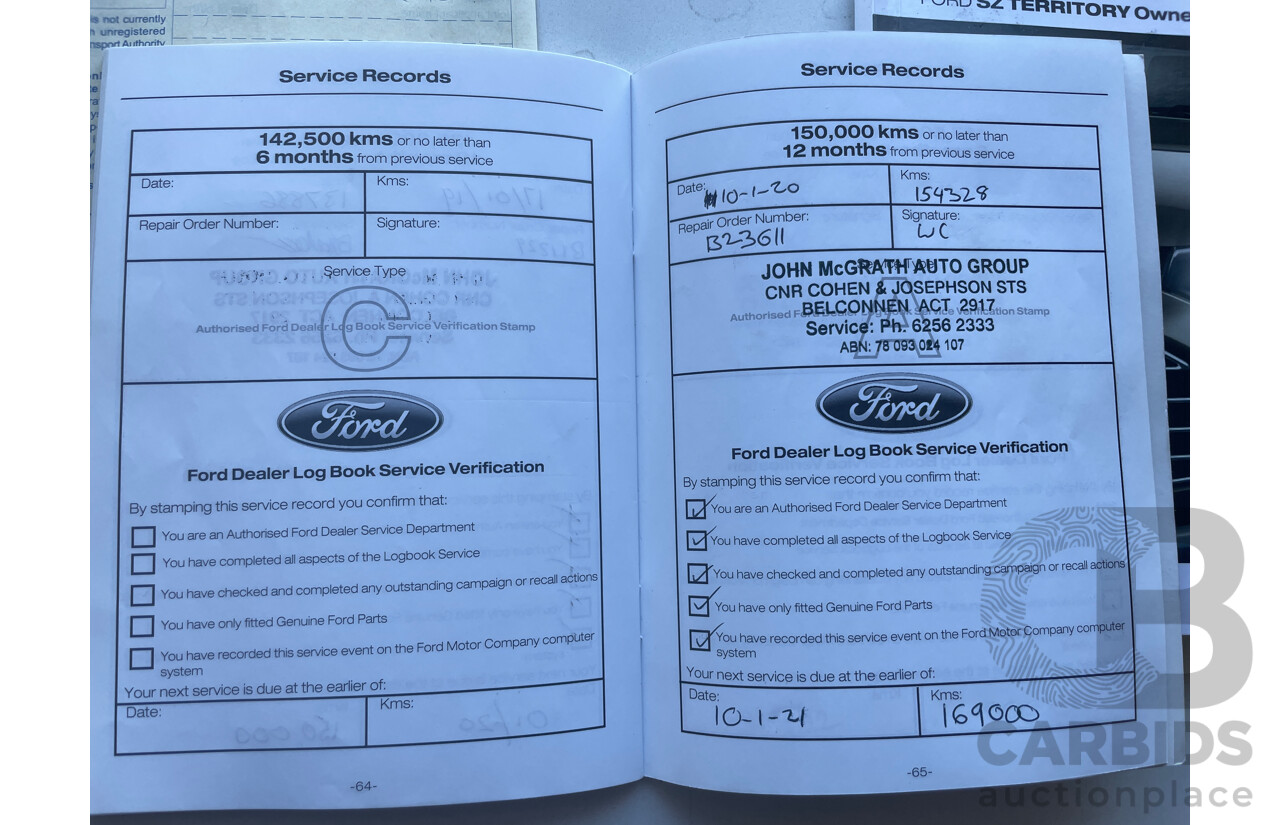 is not currently
unregistered
nsport Authority
FORD SZ TERRITORY Owne
Service Records
142,500 kms or no later than
6 months from previous service
Date:
Kms:
Repair Order Number:
Signature:
Service Type
C
Authorised Ford Dealer Log Book Service Verification Stamp
Ford
Ford Dealer Log Book Service Verification
By stamping this service record you confirm that:
You are an Authorised Ford Dealer Service Department
You have completed all aspects of the Logbook Service
You have checked and completed any outstanding campaign or recall actions
You have only fitted Genuine Ford Parts
You have recorded this service event on the Ford Motor Company computer
system
Your next service is due at the earlier of:
Date:
Kms:
-64-
Service Records
150,000 kms or no later than
12 months from previous service
Date: 10-1-20
Kms: 154328
Repair Order Number: B23611
Signature: WC
Service Type
JOHN McGRATH AUTO GROUP
CNR COHEN & JOSEPHSON STS
BELCONNEN ACT 2917
A
Authorised Ford Dealer Log Book Service Verification Stamp
Service: Ph. 6256 2333
ABN: 78 093 024 107
Ford
Ford Dealer Log Book Service Verification
By stamping this service record you confirm that:
You are an Authorised Ford Dealer Service Department
You have completed all aspects of the Logbook Service
You have checked and completed any outstanding campaign or recall actions
You have only fitted Genuine Ford Parts
You have recorded this service event on the Ford Motor Company computer
system
Your next service is due at the earlier of:
Date: 10-1-21
Kms: 169000
-65-
CB
CARBIDS
auctionplace